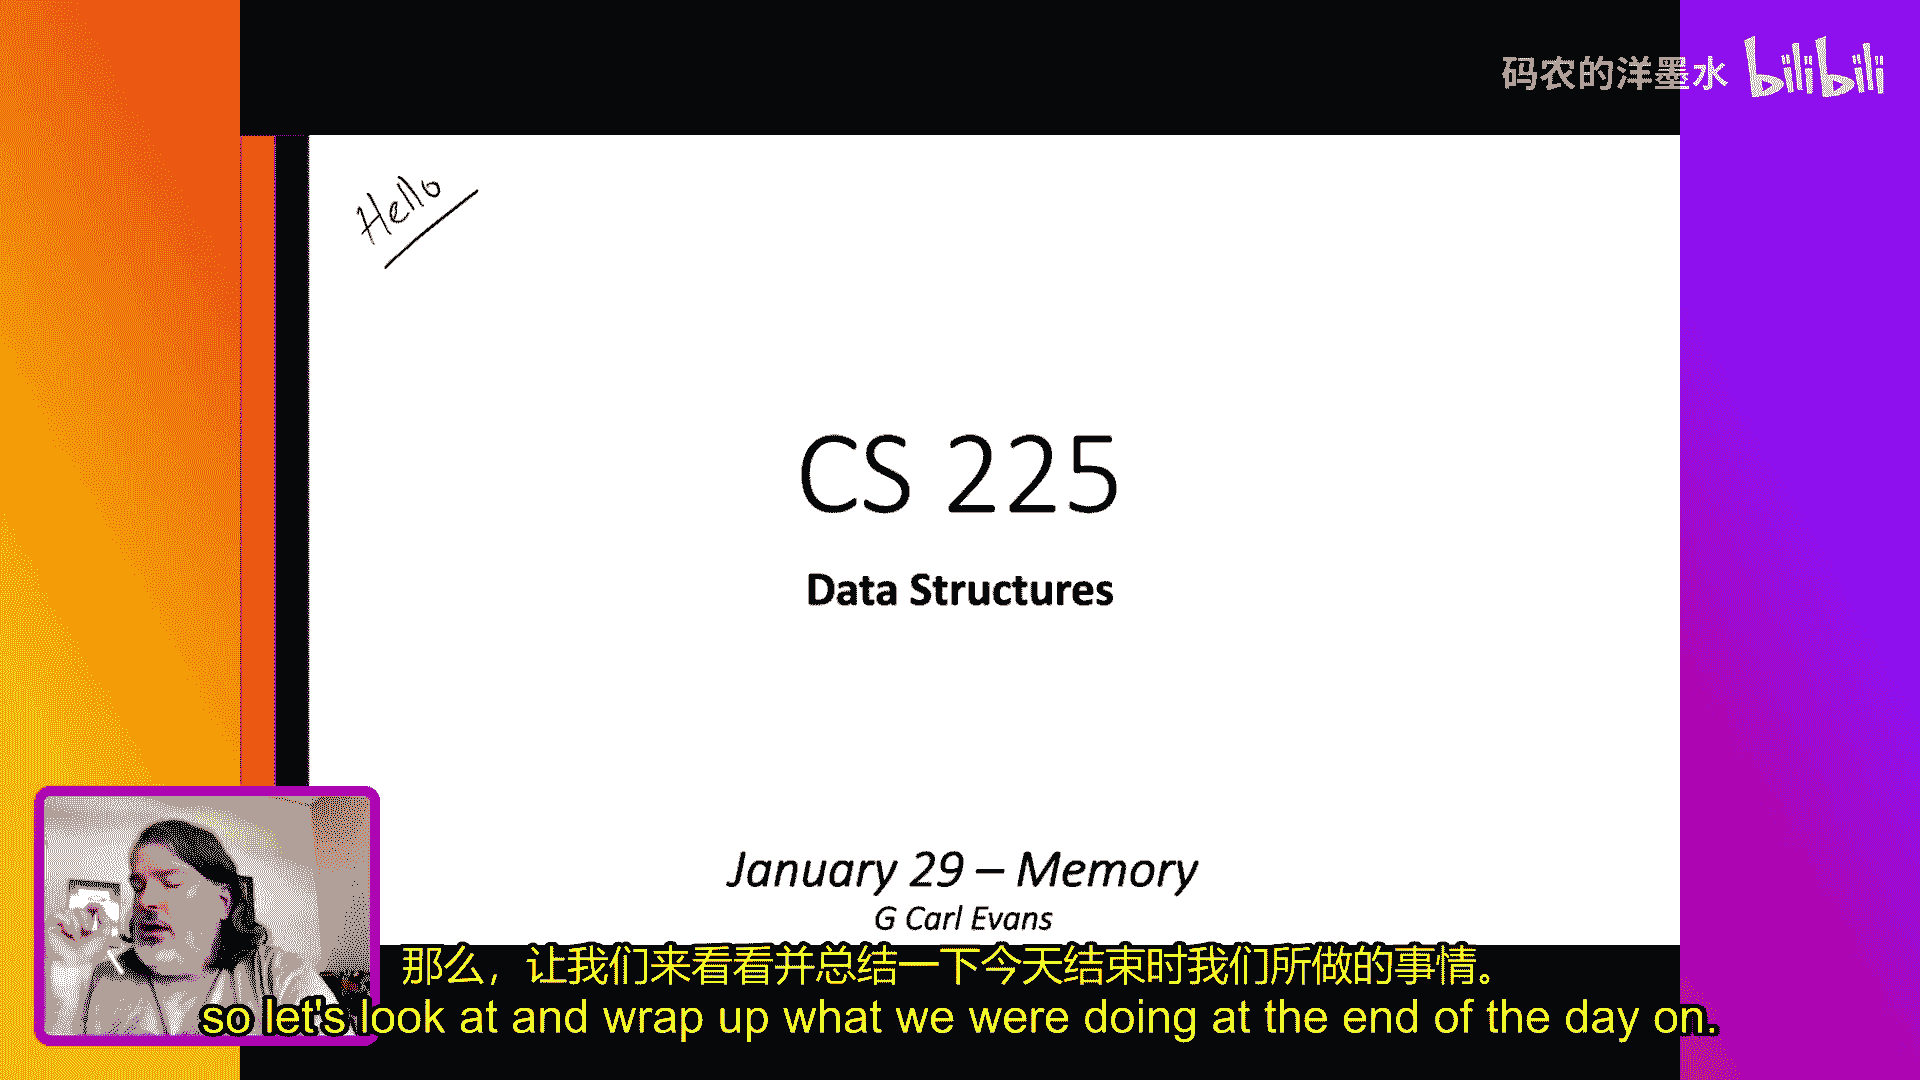 码农的洋墨水 bilibili
Hello
CS 225
Data Structures
January 29 – Memory
G Carl Evans
那么，让我们来看看并总结一下今天结束时我们所做的事情。
so let's look at and wrap up what we were doing at the end of the day on.